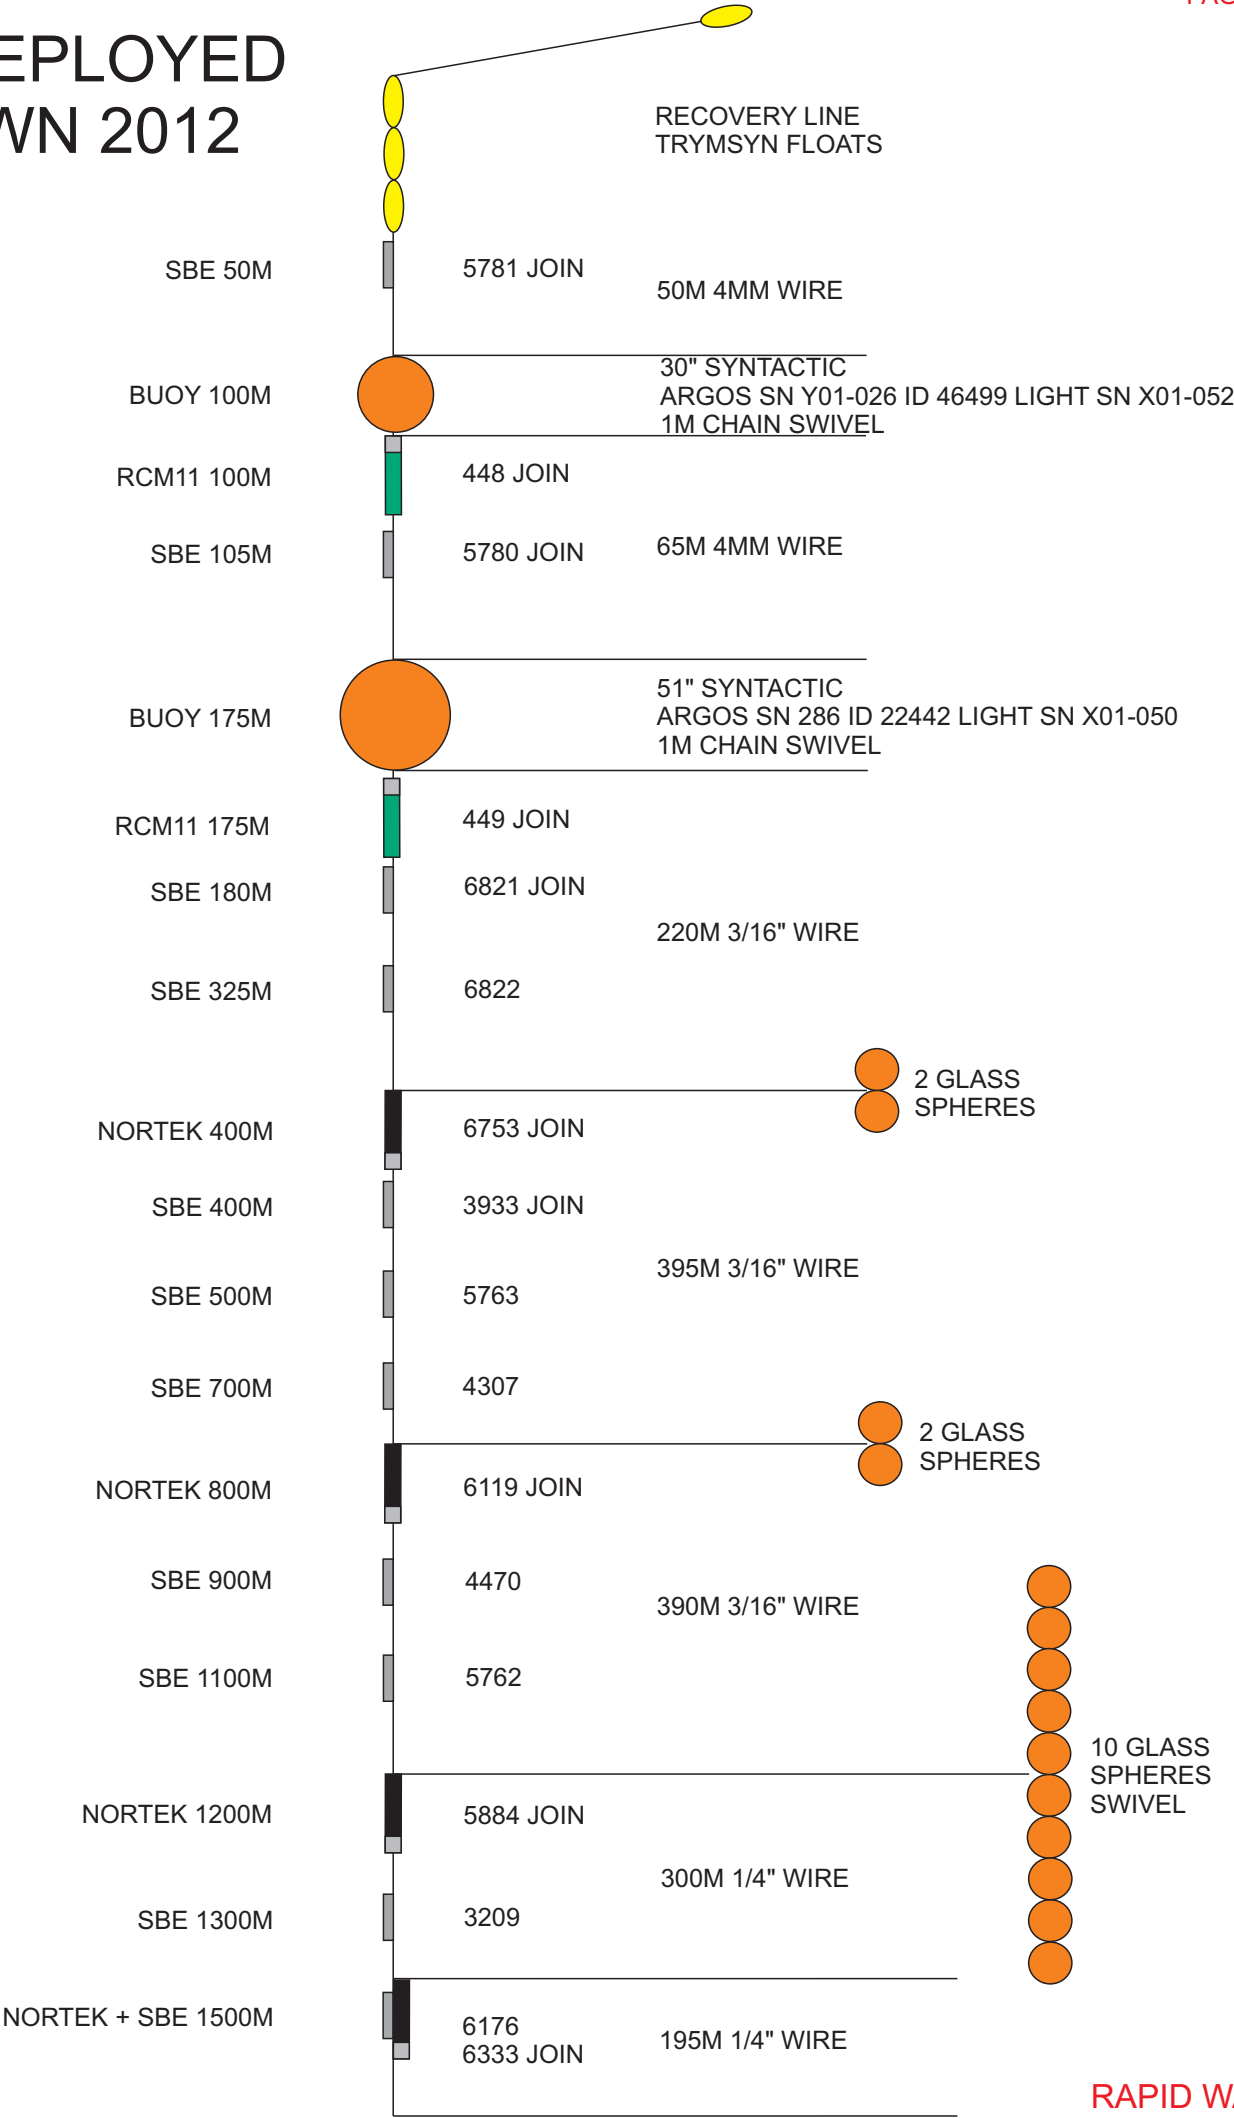 EPLOYED
WN 2012
RECOVERY LINE
TRYMSYN FLOATS
SBE 50M
5781 JOIN
50M 4MM WIRE
BUOY 100M
30" SYNTACTIC
ARGOS SN Y01-026 ID 46499 LIGHT SN X01-052
1M CHAIN SWIVEL
RCM11 100M
448 JOIN
SBE 105M
5780 JOIN
65M 4MM WIRE
BUOY 175M
51" SYNTACTIC
ARGOS SN 286 ID 22442 LIGHT SN X01-050
1M CHAIN SWIVEL
RCM11 175M
449 JOIN
SBE 180M
6821 JOIN
220M 3/16" WIRE
SBE 325M
6822
2 GLASS
SPHERES
NORTEK 400M
6753 JOIN
SBE 400M
3933 JOIN
395M 3/16" WIRE
SBE 500M
5763
SBE 700M
4307
2 GLASS
SPHERES
NORTEK 800M
6119 JOIN
SBE 900M
4470
390M 3/16" WIRE
SBE 1100M
5762
10 GLASS
SPHERES
SWIVEL
NORTEK 1200M
5884 JOIN
300M 1/4" WIRE
SBE 1300M
3209
NORTEK + SBE 1500M
6176
6333 JOIN
195M 1/4" WIRE
RAPID W